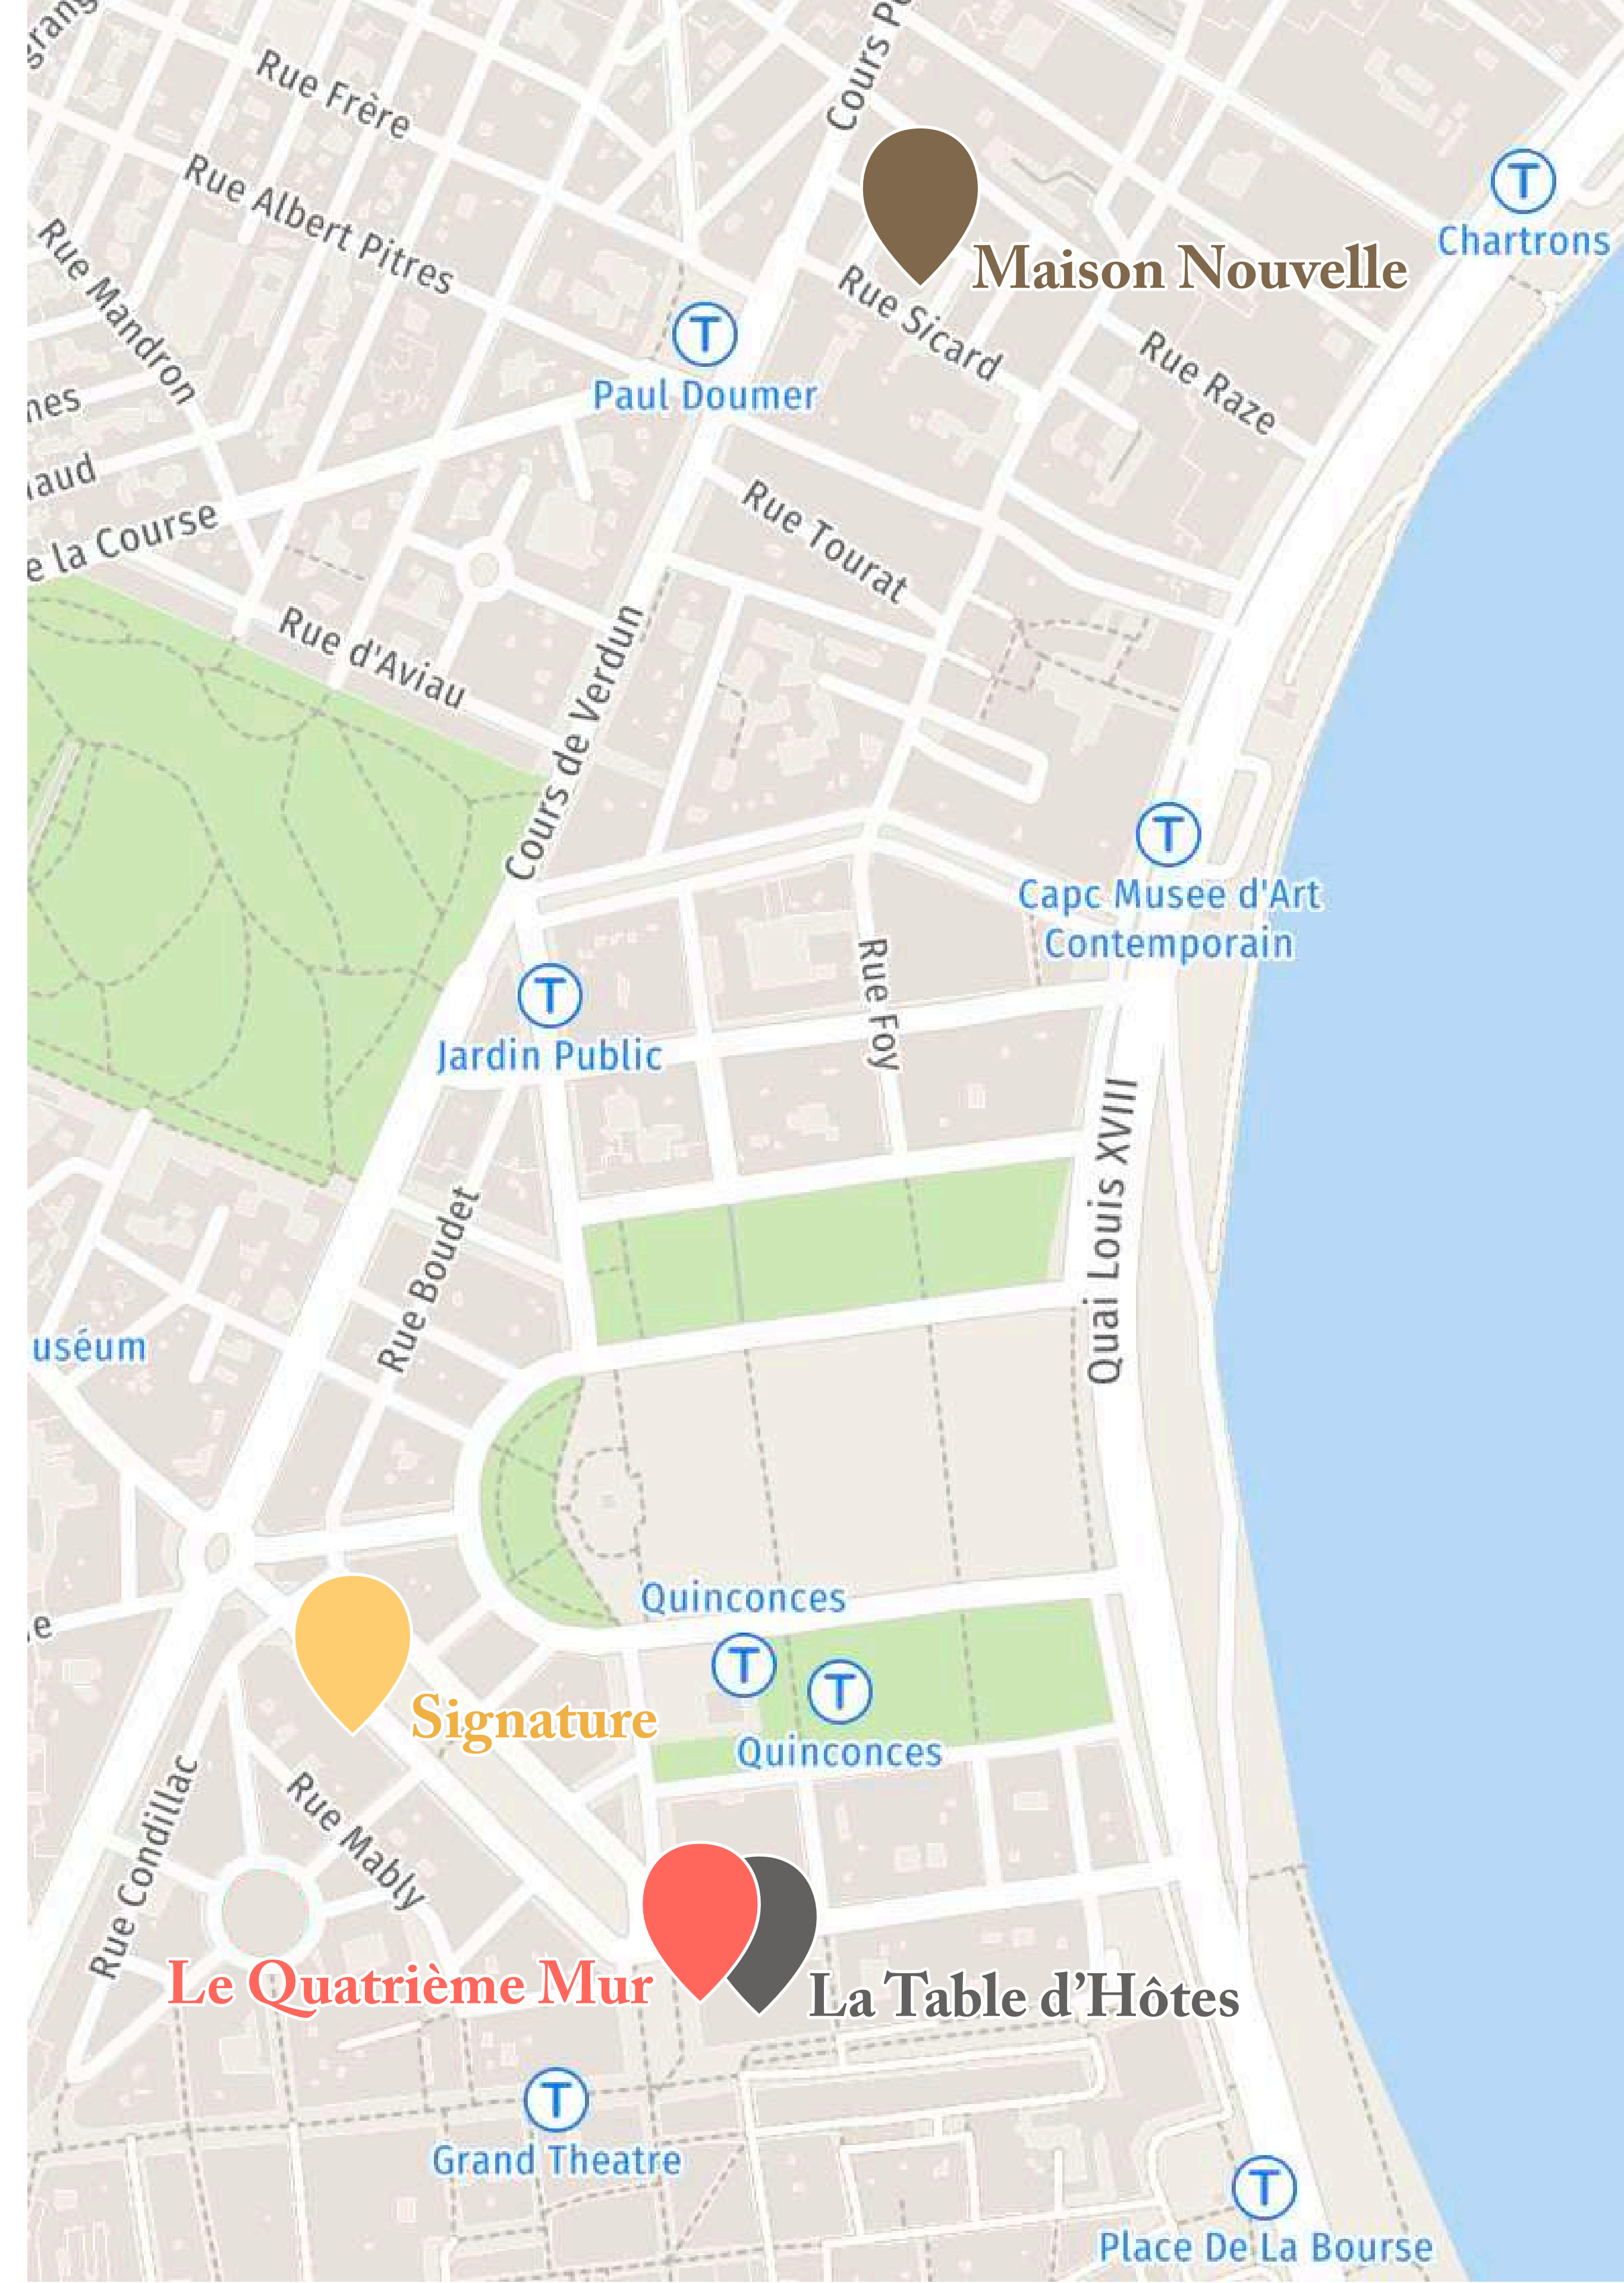 Rue Frère
Cours
Rue Albert Pitres
T
Chartrons
Maison Nouvelle
Rue Mandron
Rue Sicard
T
Paul Doumer
Rue Raze
e la Course
Rue Tourat
Rue d'Aviau
Cours de Verdun
T
Capc Musee d'Art
Contemporain
Rue Foy
T
Jardin Public
Quai Louis XVIII
Rue Boudet
uséum
Quinconces
T
T
Quinconces
Signature
Rue Condillac
Rue Mably
Le Quatrième Mur
La Table d’Hôtes
T
Grand Theatre
T
Place De La Bourse